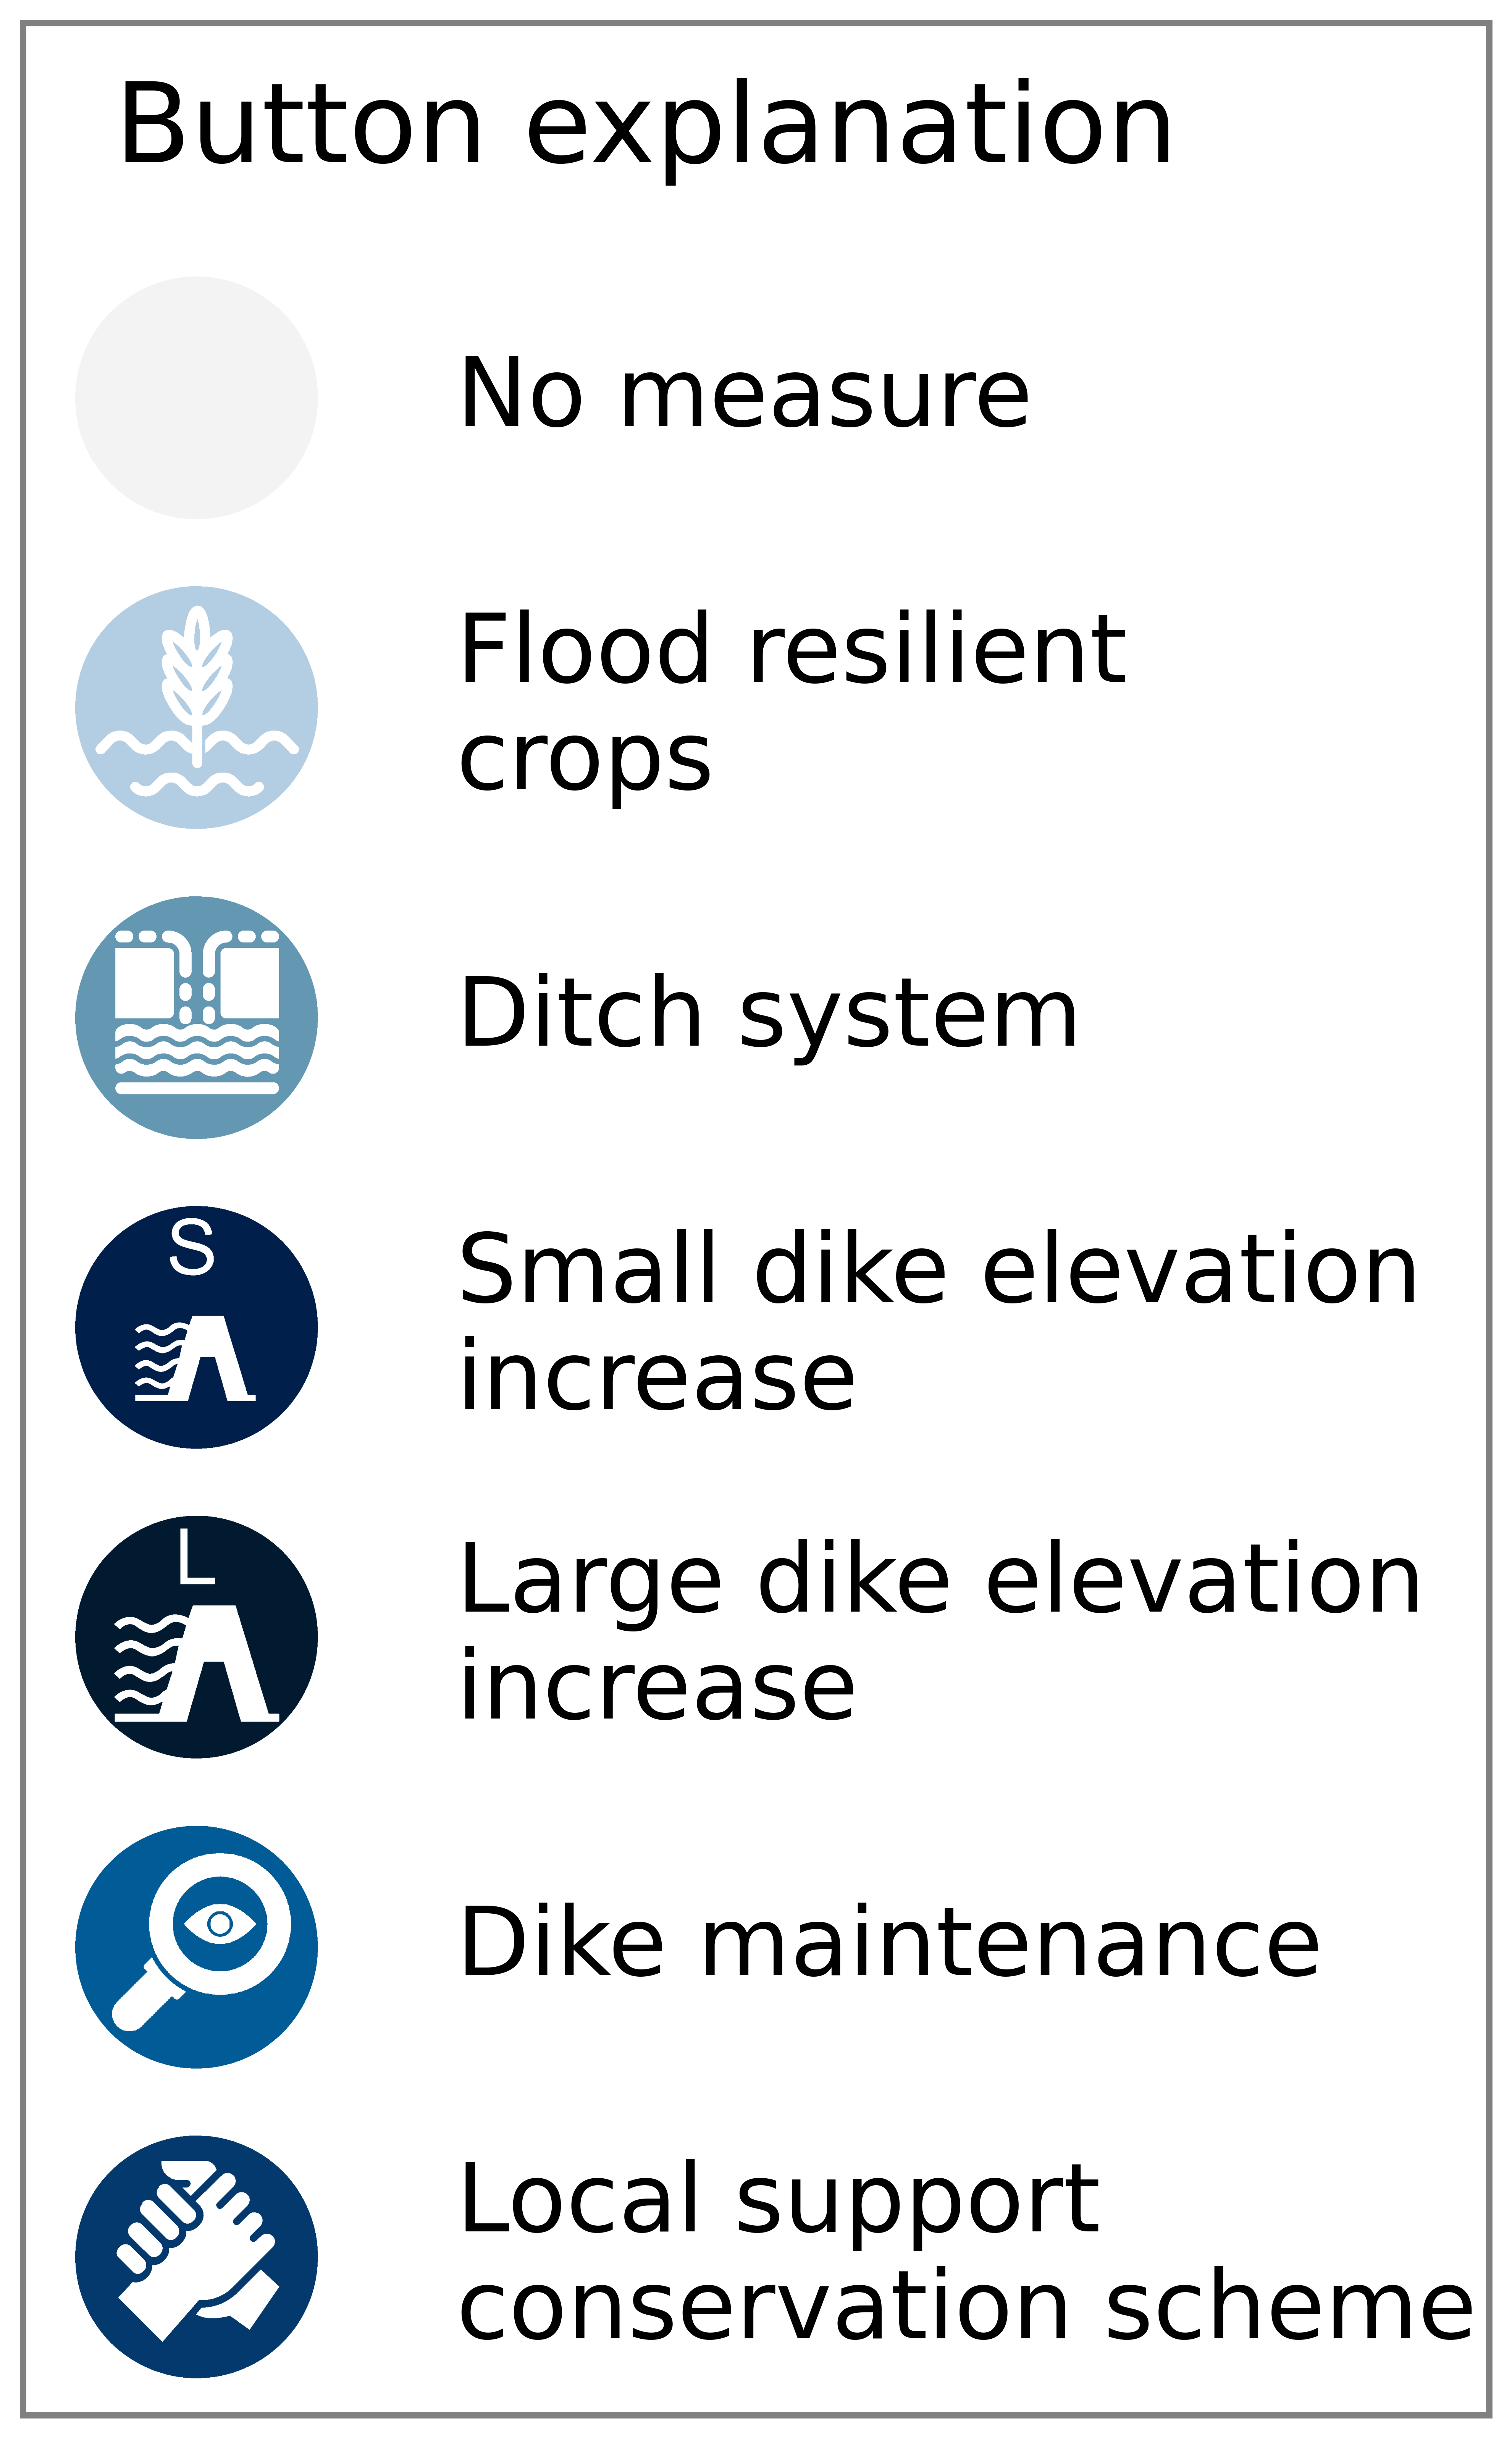 Button explanation
No measure
Flood resilient
crops
Ditch system
S
Small dike elevation
increase
L
Large dike elevation
increase
Dike maintenance
Local support
conservation scheme